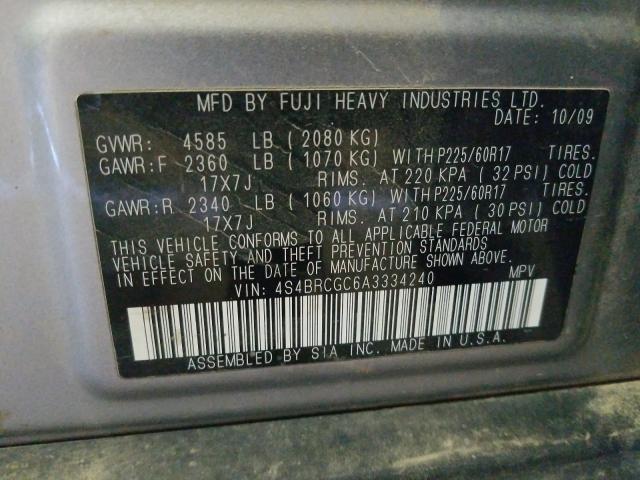 MFD BY FUJI HEAVY INDUSTRIES LTD.
DATE: 10/09
GVWR: 4585 LB ( 2080 KG)
GAWR:F 2360 LB ( 1070 KG) WITH P225/60R17 TIRES.
17X7J RIMS. AT 220 KPA ( 32 PSI) COLD
GAWR:R 2340 LB ( 1060 KG) WITH P225/60R17 TIRES.
17X7J RIMS. AT 210 KPA ( 30 PSI) COLD
THIS VEHICLE CONFORMS TO ALL APPLICABLE FEDERAL MOTOR
VEHICLE SAFETY AND THEFT PREVENTION STANDARDS
IN EFFECT ON THE DATE OF MANUFACTURE SHOWN ABOVE.
VIN: 4S4BRCGC6A3334240 MPV
ASSEMBLED BY SIA INC. MADE IN U.S.A.